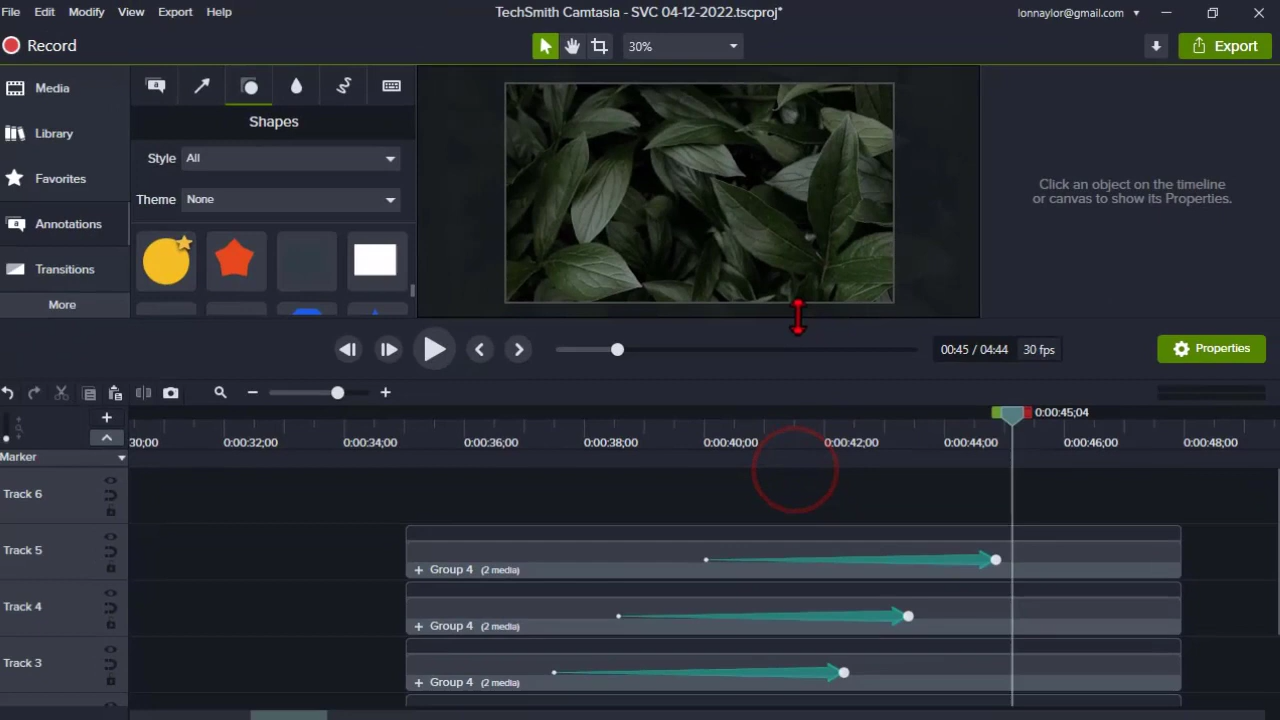 File Edit Modify View Export Help TechSmith Camtasia - SVC 04-12-2022.tscproj* lonnaylor@gmail.com
Record 30% Export
Media
Library
Favorites
Annotations
Transitions
More
Shapes
Style All
Theme None
Click an object on the timeline
or canvas to show its Properties.
00:45 / 04:44 30 fps Properties
0:00:45;04
30;00 0:00:32;00 0:00:34;00 0:00:36;00 0:00:38;00 0:00:40;00 0:00:42;00 0:00:44;00 0:00:46;00 0:00:48;00
Marker
Track 6
Track 5
+ Group 4 (2 media)
Track 4
+ Group 4 (2 media)
Track 3
+ Group 4 (2 media)